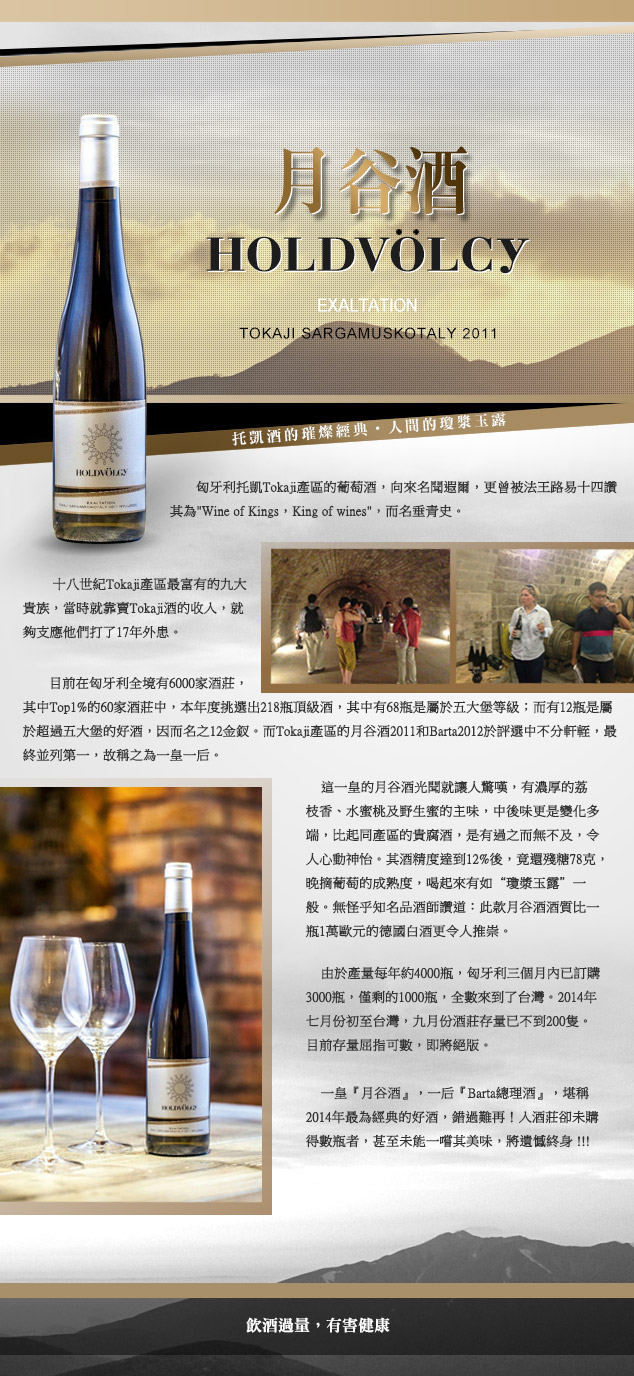 月谷酒
HOLDVÖLGY
EXALTATION
TOKAJI SARGAMUSKOTALY 2011
托凱酒的璀燦經典・人間的瓊漿玉露
匈牙利托凱Tokaji產區的葡萄酒，向來名聞遐爾，更曾被法王路易十四讚
其為"Wine of Kings，King of wines"，而名垂青史。
HOLDVÖLGY
EXALTATION
十八世紀Tokaji產區最富有的九大
貴族，當時就靠賣Tokaji酒的收入，就
夠支應他們打了17年外患。
目前在匈牙利全境有6000家酒莊，
其中Top1%的60家酒莊中，本年度挑選出218瓶頂級酒，其中有68瓶是屬於五大堡等級；而有12瓶是屬
於超過五大堡的好酒，因而名之12金釵。而Tokaji產區的月谷酒2011和Barta2012於評選中不分軒輊，最
終並列第一，故稱之為一皇一后。
這一皇的月谷酒光聞就讓人驚嘆，有濃厚的荔
枝香、水蜜桃及野生蜜的主味，中後味更是變化多
端，比起同產區的貴腐酒，是有過之而無不及，令
人心動神怡。其酒精度達到12%後，竟還殘糖78克，
晚摘葡萄的成熟度，喝起來有如“瓊漿玉露”一
般。無怪乎知名品酒師讚道：此款月谷酒酒質比一
瓶1萬歐元的德國白酒更令人推崇。
由於產量每年約4000瓶，匈牙利三個月內已訂購
3000瓶，僅剩的1000瓶，全數來到了台灣。2014年
七月份初至台灣，九月份酒莊存量已不到200隻。
目前存量屈指可數，即將絕版。
一皇『月谷酒』，一后『Barta總理酒』，堪稱
2014年最為經典的好酒，錯過難再！入酒莊卻未購
得數瓶者，甚至未能一嚐其美味，將遺憾終身 !!!
HOLDVÖLGY
飲酒過量，有害健康